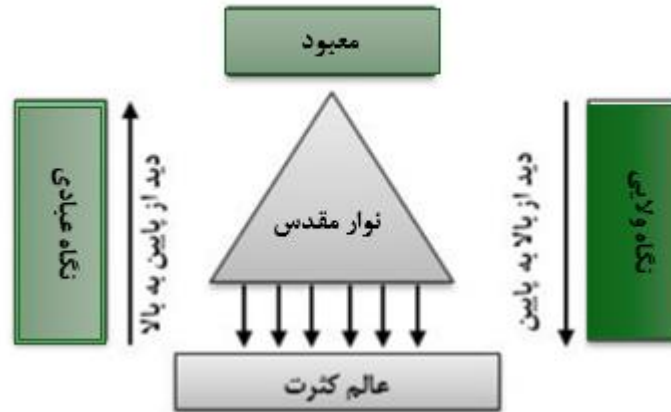 معبود
نگاه ولایی
دید از بالا به پایین
نوار مقدس
دید از پایین به بالا
نگاه عبادی
عالم کثرت